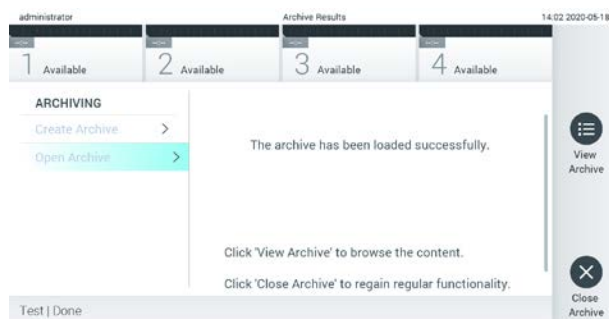 administrator Archive Results 14:02 2020-05-18
1 Available 2 Available 3 Available 4 Available
ARCHIVING
Create Archive
Open Archive
The archive has been loaded successfully.
Click 'View Archive' to browse the content.
Click 'Close Archive' to regain regular functionality.
View
Archive
Close
Archive
Test | Done